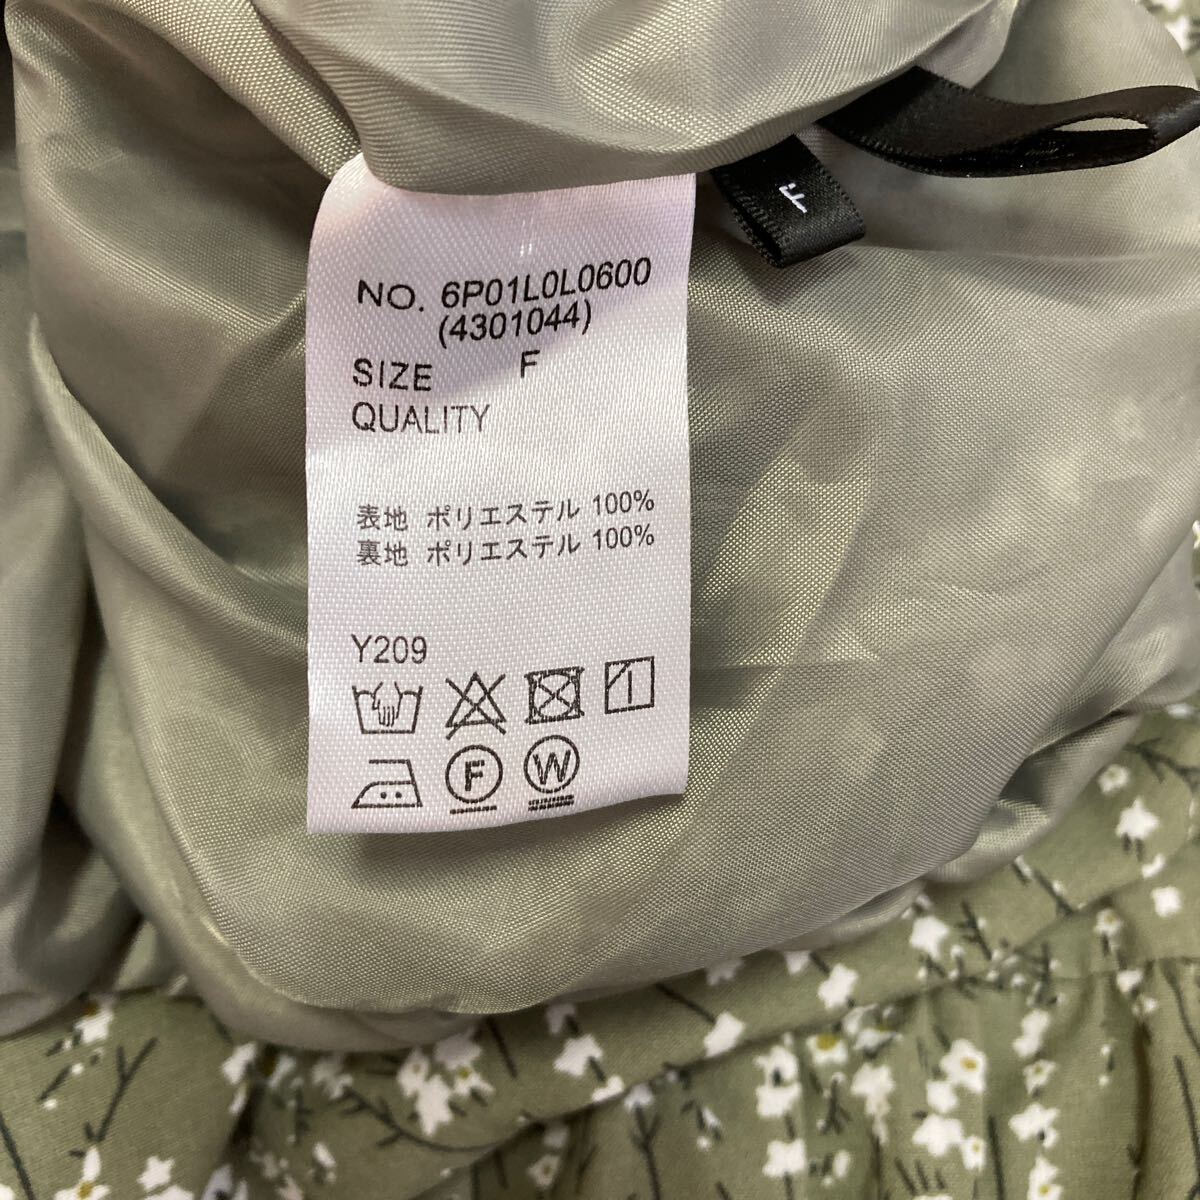 NO. 6P01L0L0600
(4301044)
SIZE F
QUALITY
表地 ポリエステル 100%
裏地 ポリエステル 100%
Y209
F W
F